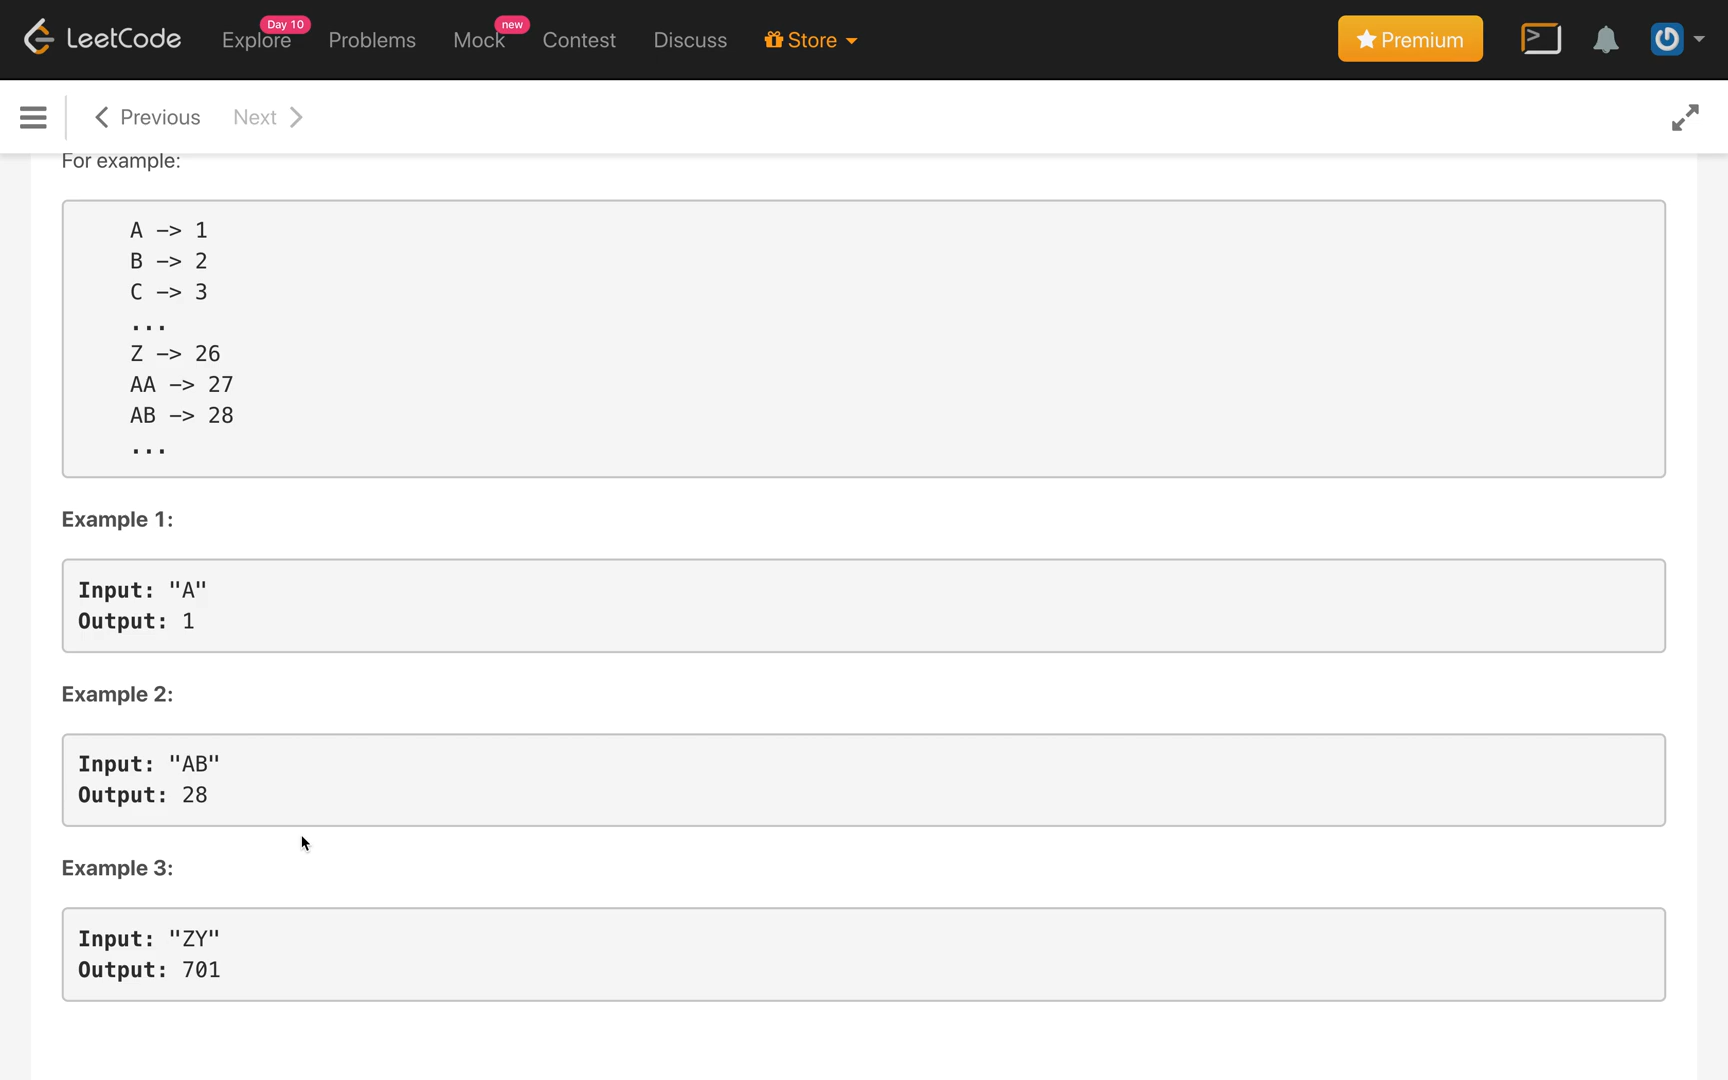 LeetCode Explore Day 10 Problems Mock new Contest Discuss Store Premium
Previous Next
For example:
A -> 1
B -> 2
C -> 3
...
Z -> 26
AA -> 27
AB -> 28
...
Example 1:
Input: "A"
Output: 1
Example 2:
Input: "AB"
Output: 28
Example 3:
Input: "ZY"
Output: 701